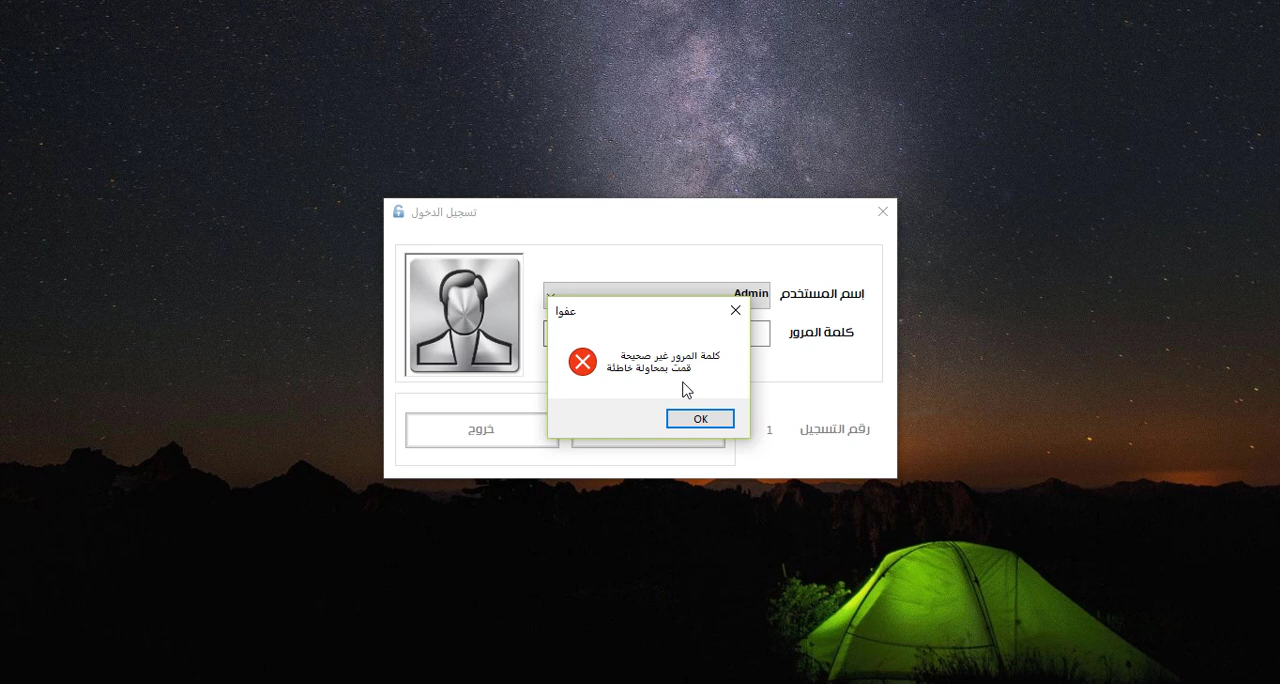 تسجيل الدخول
إسم المستخدم
Admin
كلمة المرور
عفوا
كلمة المرور غير صحيحة
قمت بمحاولة خاطئة
OK
رقم التسجيل
1
خروج